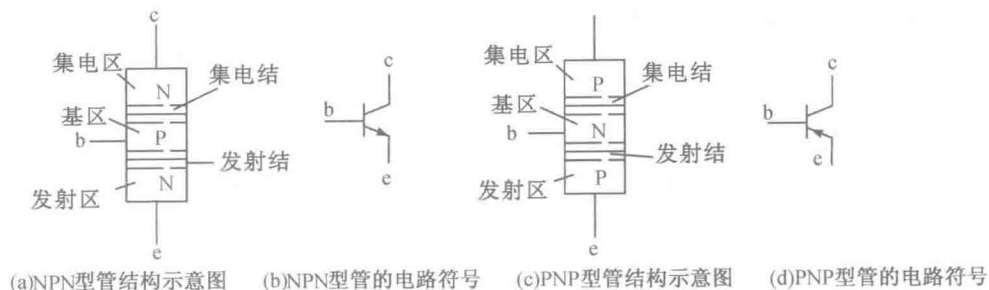 c
集电区
N
集电结
基区
P
b
发射结
N
发射区
e
c
b
e
集电区
P
集电结
基区
N
b
发射结
发射区
P
e
c
b
e
(a)NPN型管结构示意图 (b)NPN型管的电路符号 (c)PNP型管结构示意图 (d)PNP型管的电路符号